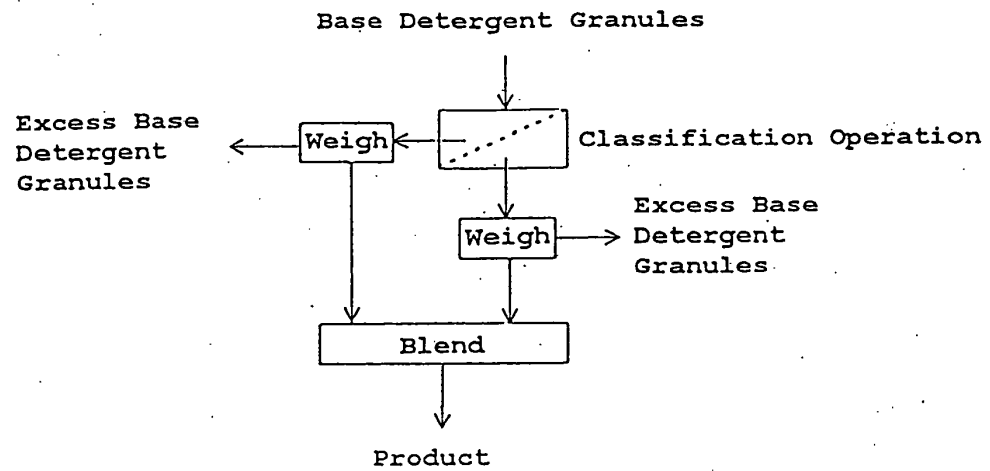 Base Detergent Granules
Excess Base
Detergent
Granules
Weigh
Classification Operation
Weigh
Excess Base
Detergent
Granules
Blend
Product